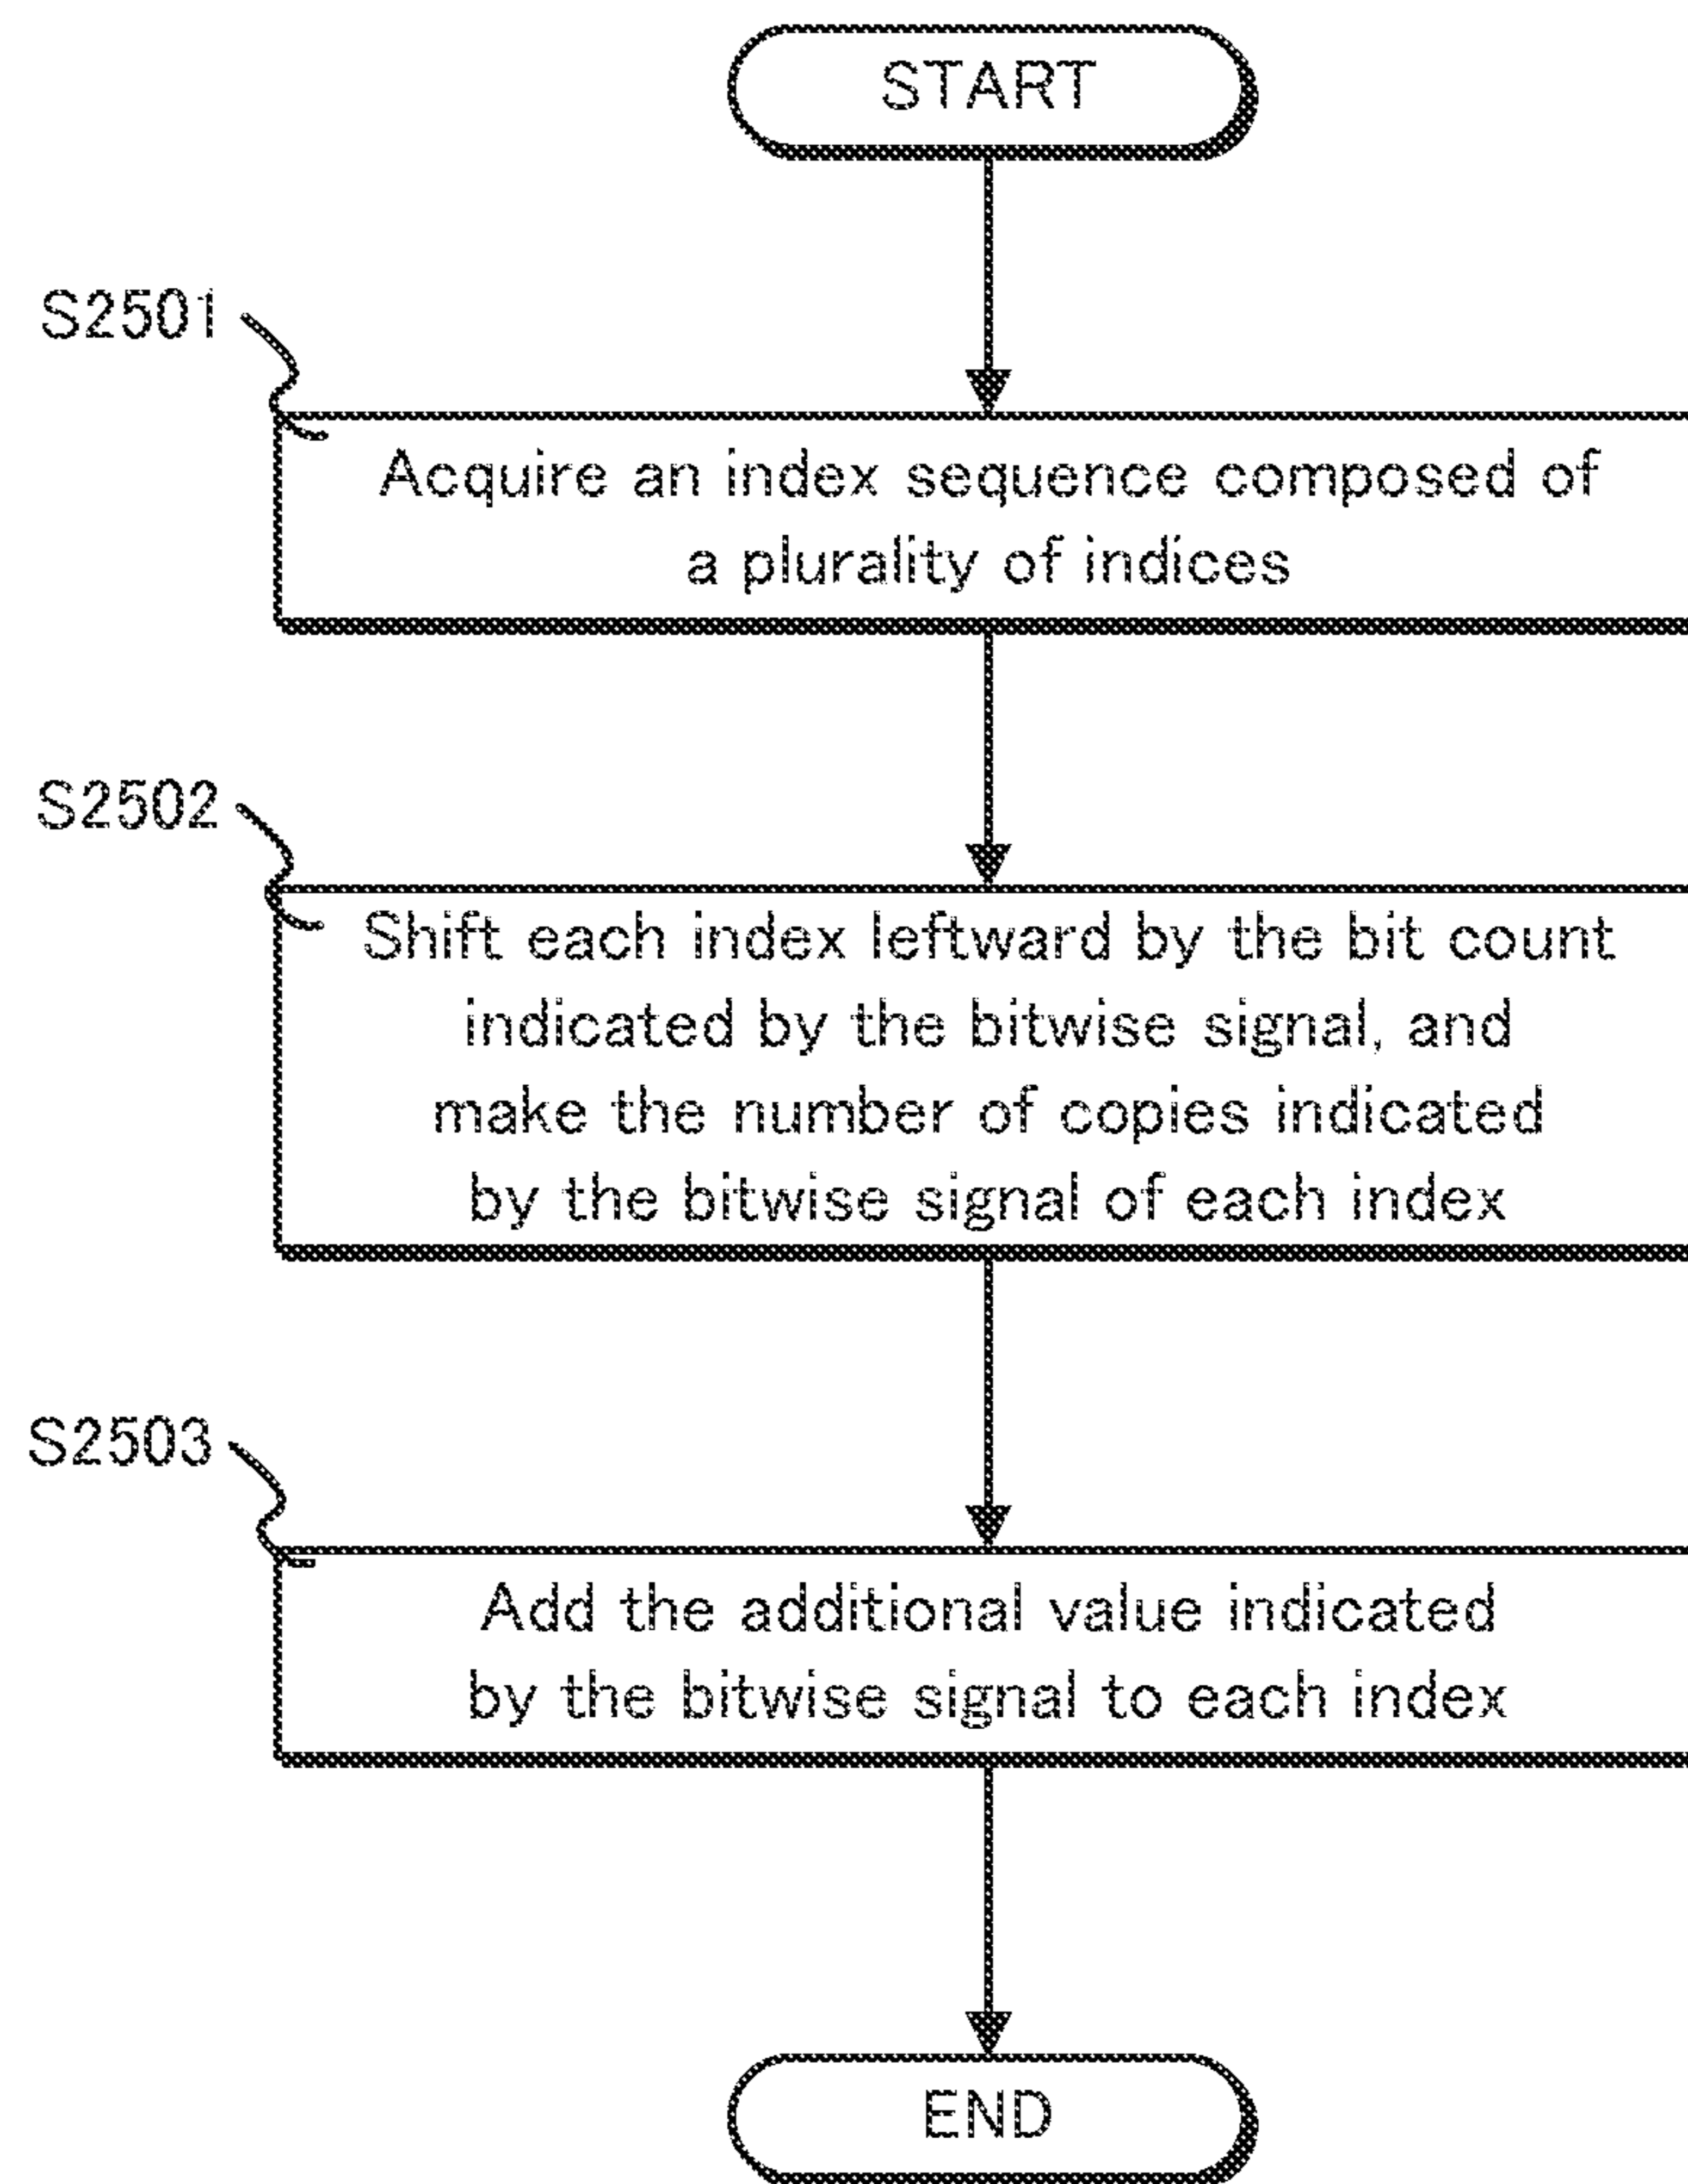 START
S2501
Acquire an index sequence composed of
a plurality of indices
S2502
Shift each index leftward by the bit count
indicated by the bitwise signal, and
make the number of copies indicated
by the bitwise signal of each index
S2503
Add the additional value indicated
by the bitwise signal to each index
END